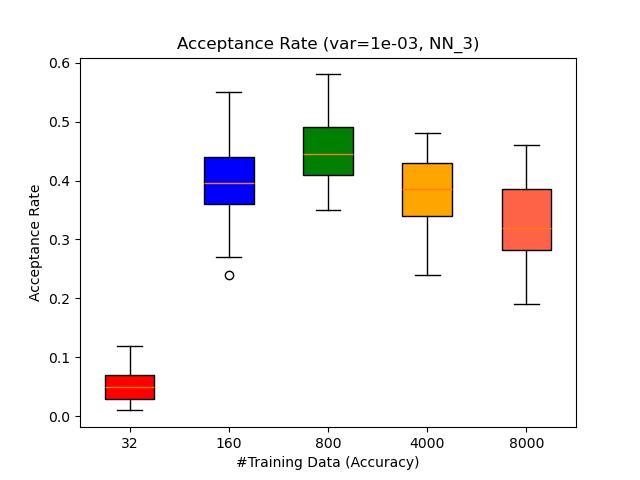 Acceptance Rate (var=1e-03, NN_3)
0.6
0.5
0.4
0.3
0.2
0.1
0.0
Acceptance Rate
32 160 800 4000 8000
#Training Data (Accuracy)